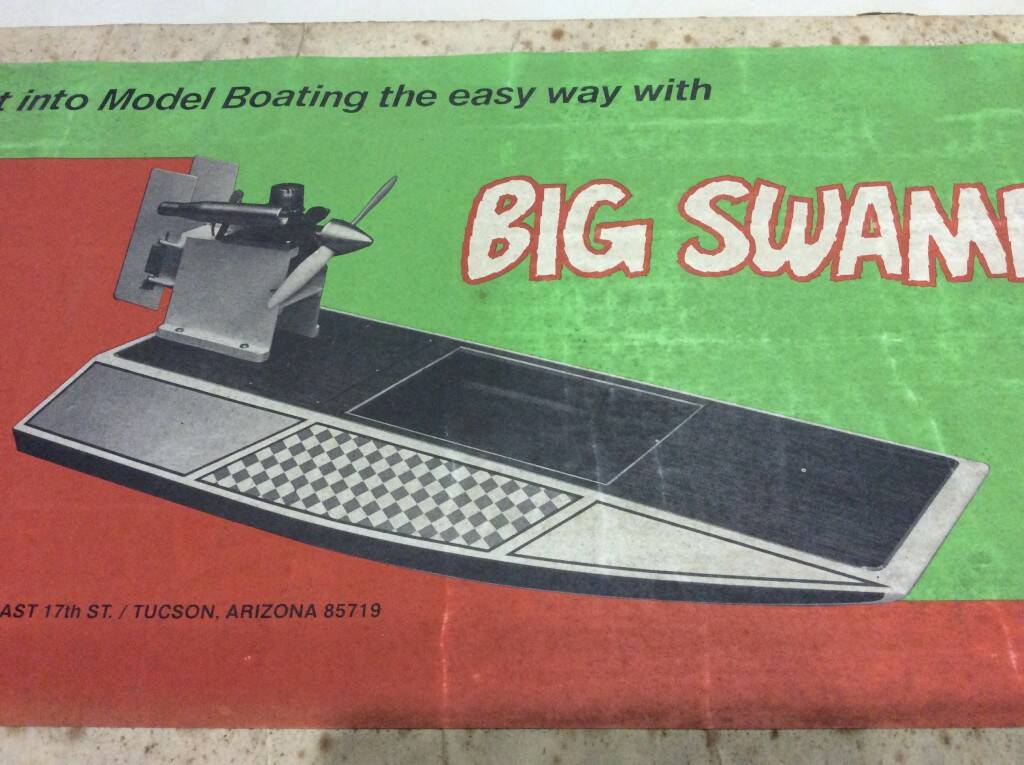 t into Model Boating the easy way with
BIG SWAM
AST 17th ST. / TUCSON, ARIZONA 85719